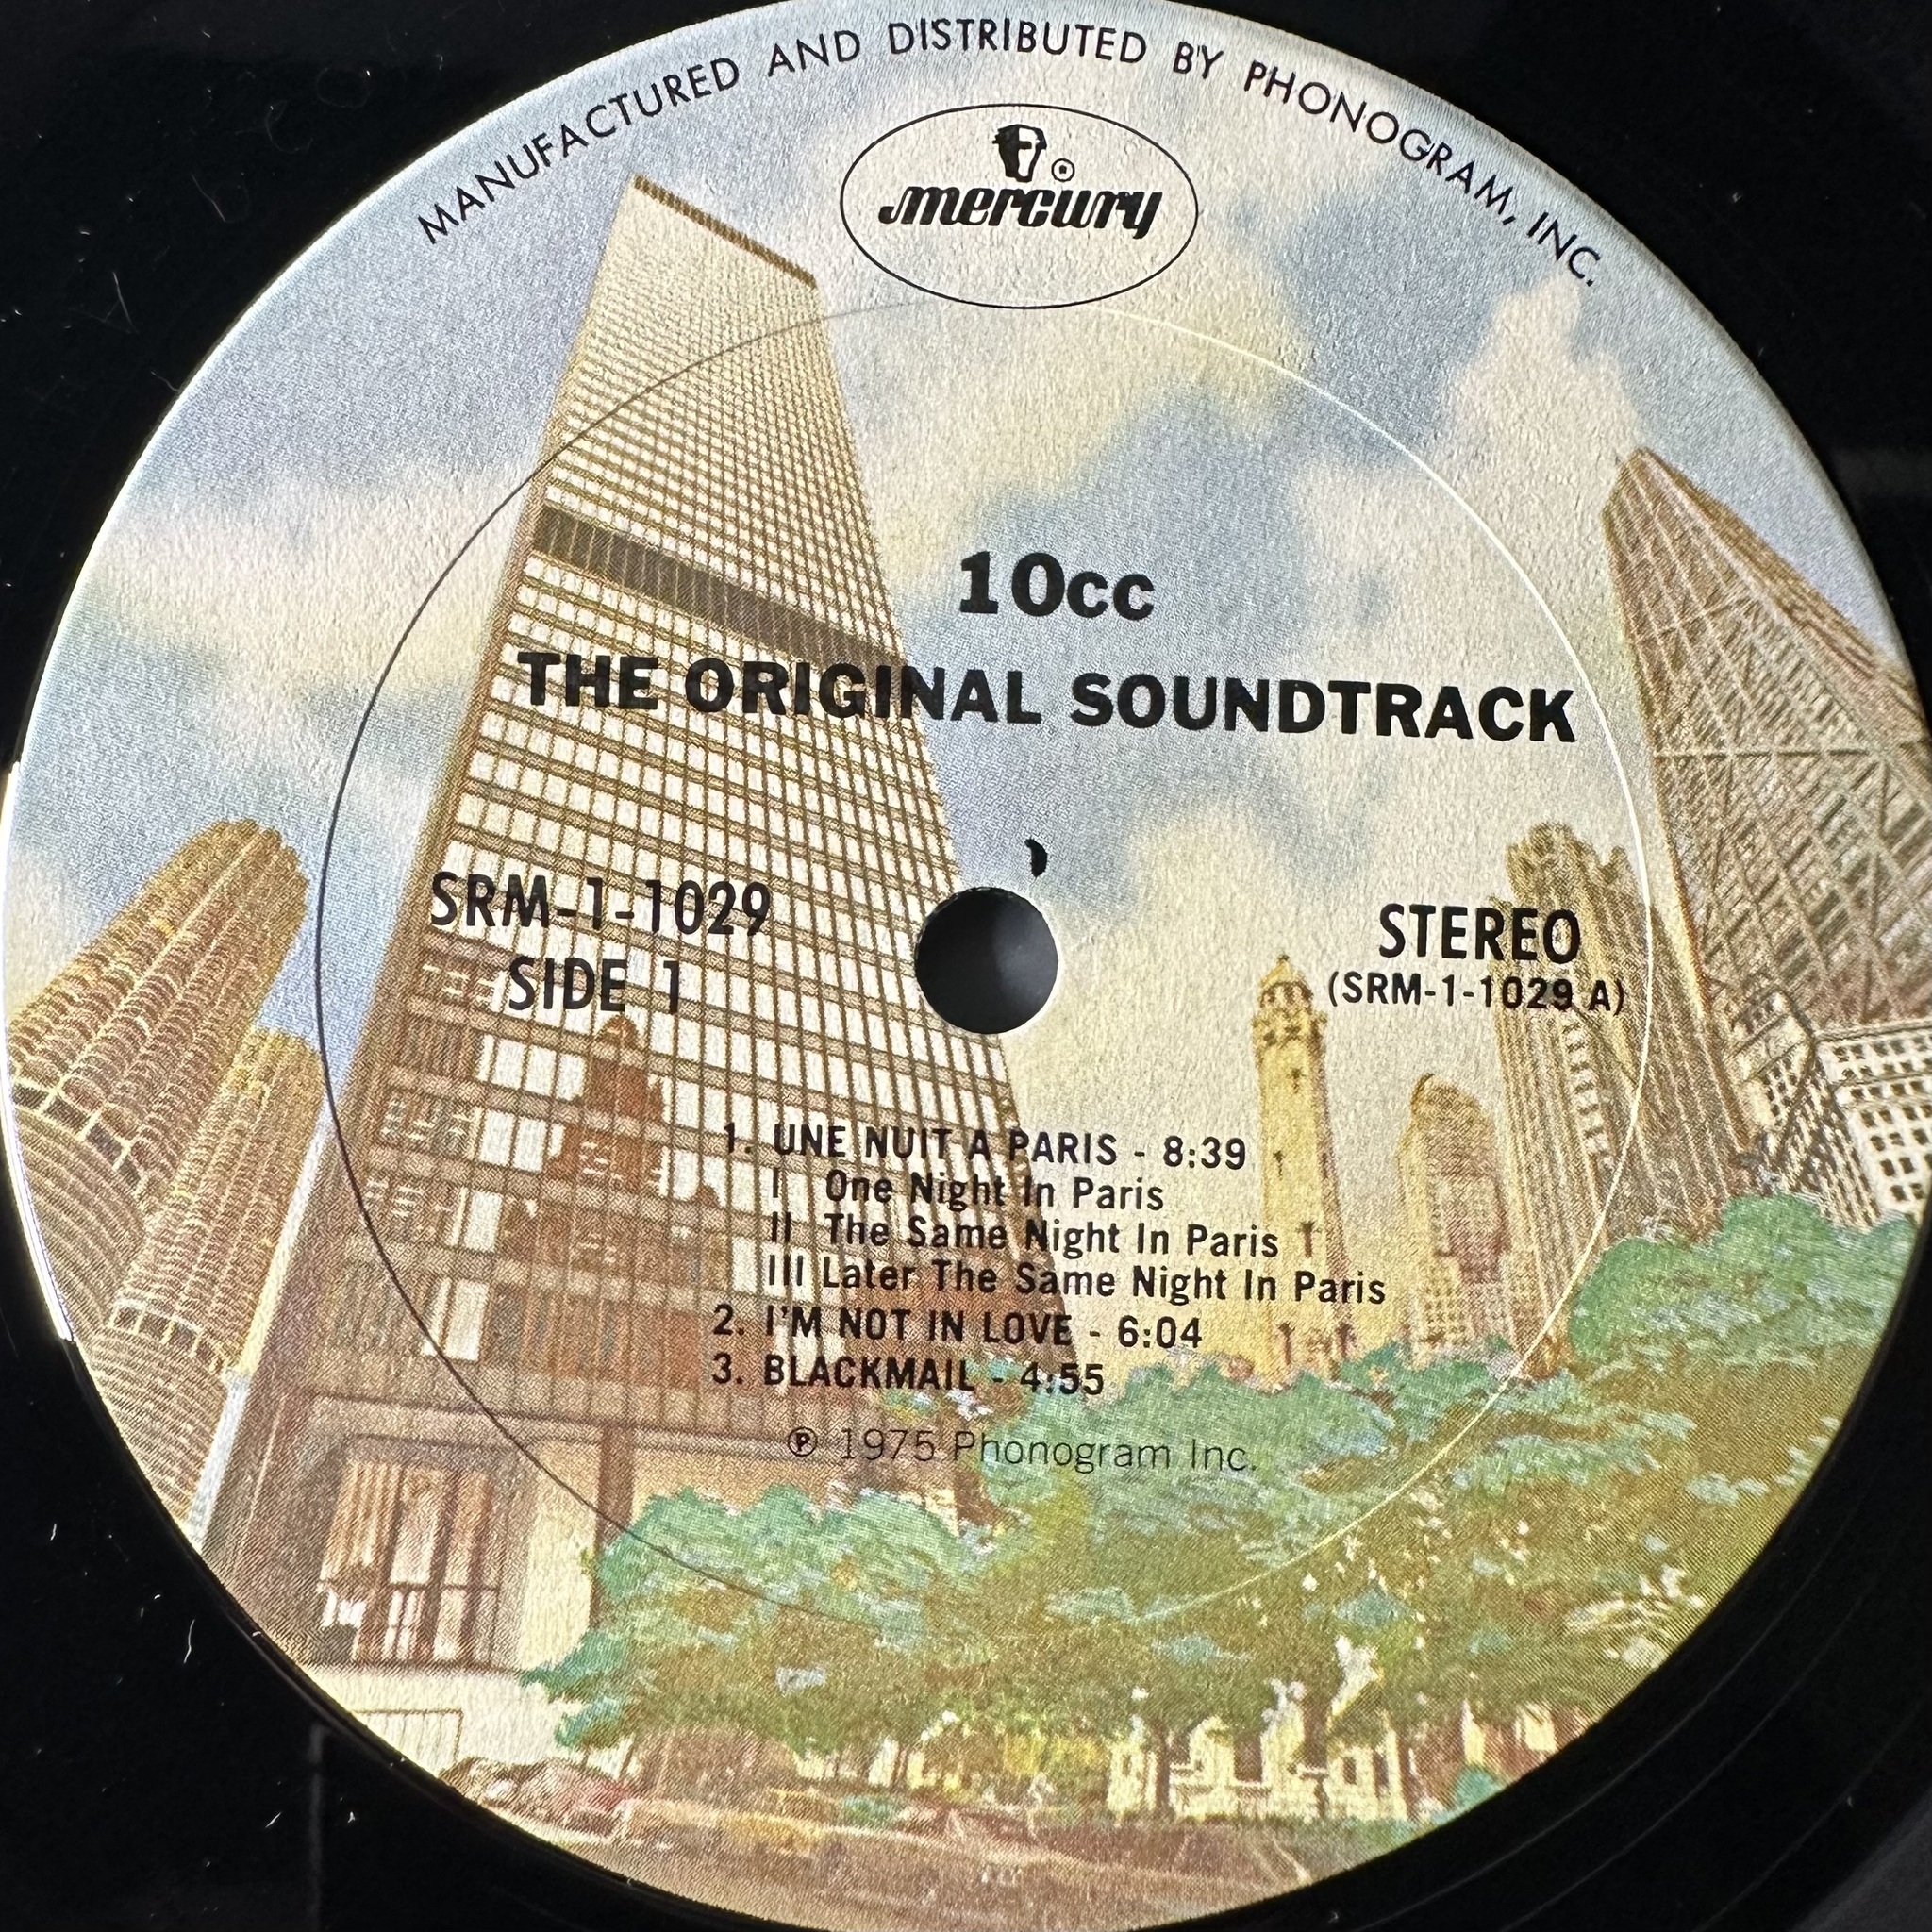 MANUFACTURED AND DISTRIBUTED BY PHONOGRAM, INC.
mercury
10cc
THE ORIGINAL SOUNDTRACK
SRM-1-1029
SIDE 1
STEREO
(SRM-1-1029 A)
1. UNE NUIT A PARIS - 8:39
I One Night In Paris
II The Same Night In Paris
III Later The Same Night In Paris
2. I'M NOT IN LOVE - 6:04
3. BLACKMAIL - 4:55
℗ 1975 Phonogram Inc.